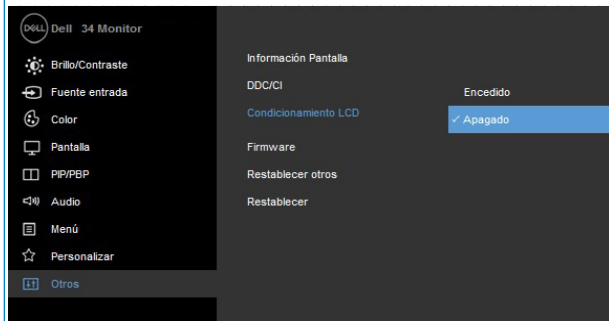 DELL Dell 34 Monitor
Brillo/Contraste
Fuente entrada
Color
Pantalla
PIP/PBP
Audio
Menú
Personalizar
Otros
Información Pantalla
DDC/CI
Condicionamiento LCD
Firmware
Restablecer otros
Restablecer
Encedido
✓ Apagado